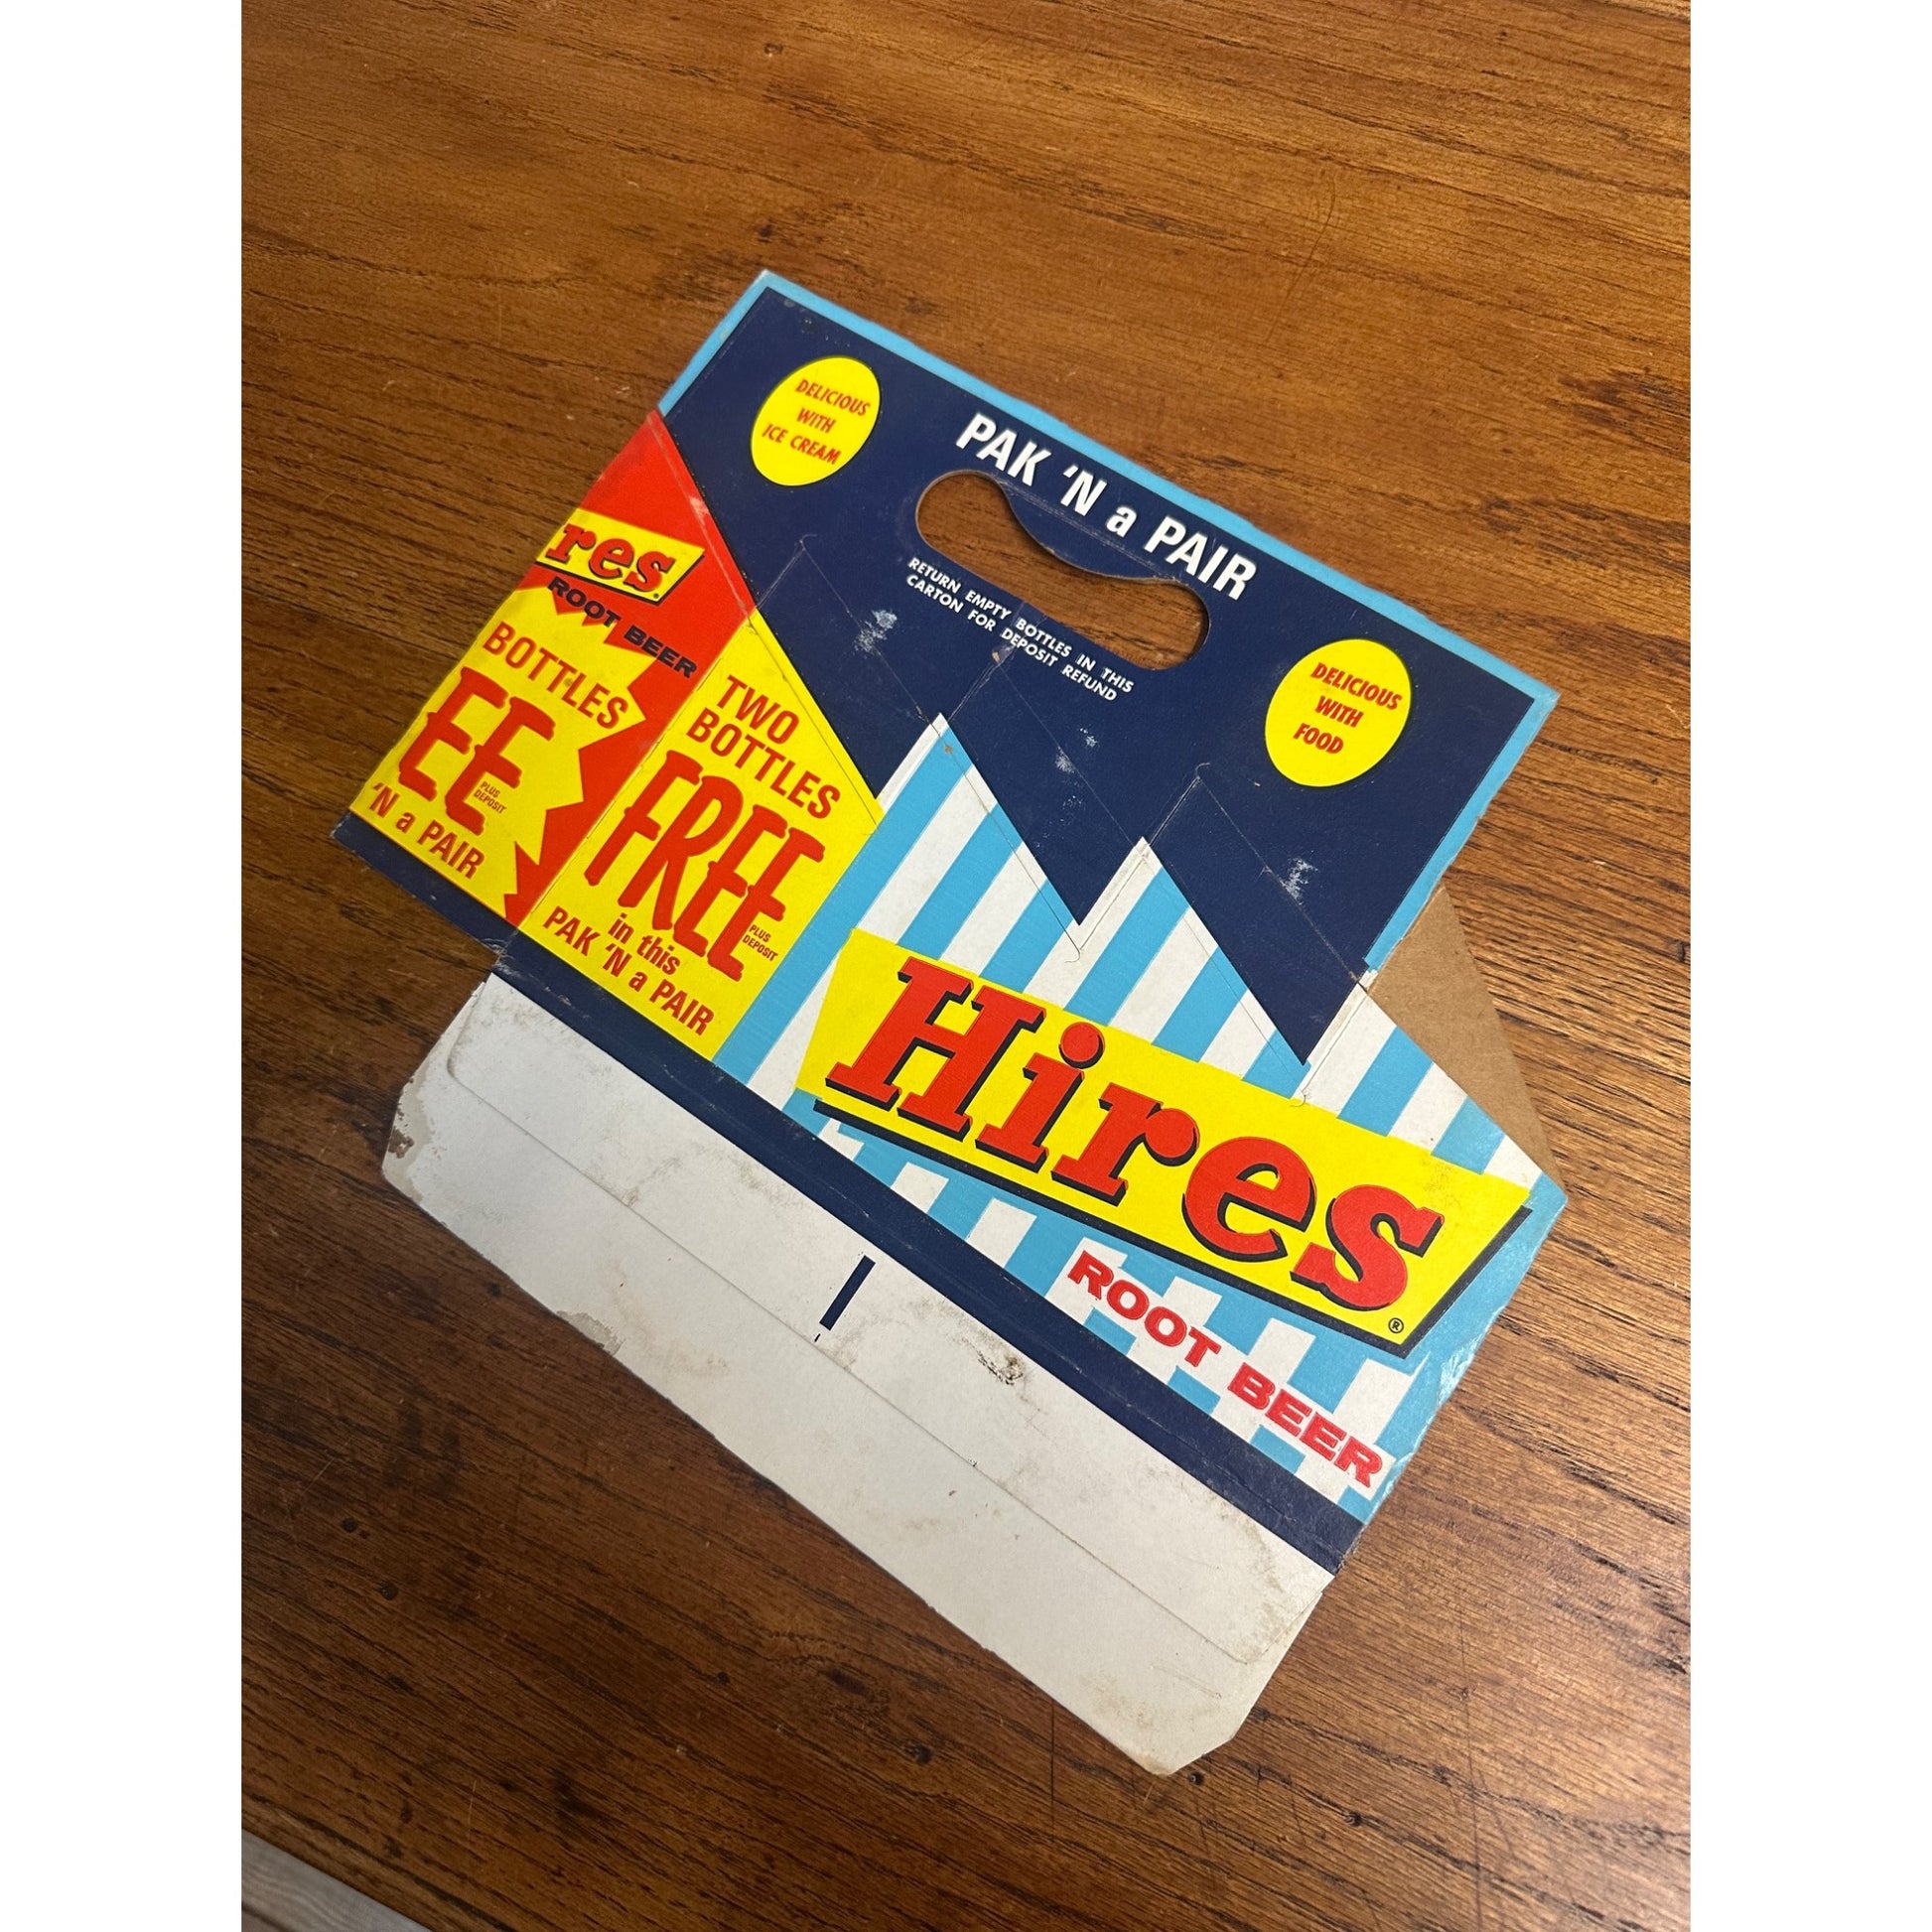 DELICIOUS
WITH
ICE CREAM
PAK 'N a PAIR
RETURN EMPTY BOTTLES IN THIS
CARTON FOR DEPOSIT REFUND
DELICIOUS
WITH
FOOD
res
ROOT BEER
BOTTLES
EE
PLUS
DEPOSIT
'N a PAIR
TWO
BOTTLES
FREE
PLUS
DEPOSIT
in this
PAK 'N a PAIR
Hires
®
ROOT BEER